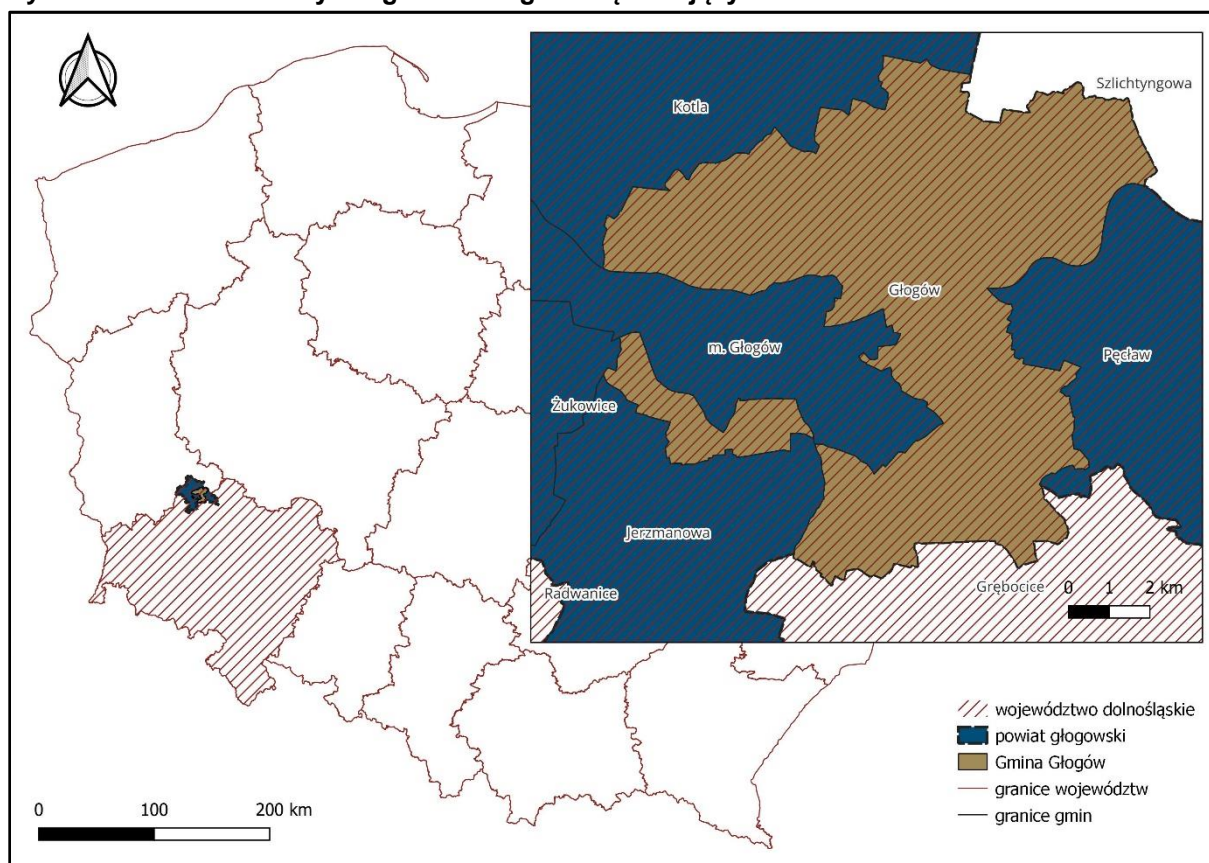 Szlichtyngowa
Kotla
Głogów
m. Głogów
Pęcław
Żukowice
Jerzmanowa
Radwanice
Grębocice
0 1 2 km
województwo dolnośląskie
powiat głogowski
Gmina Głogów
granice województw
granice gmin
0 100 200 km